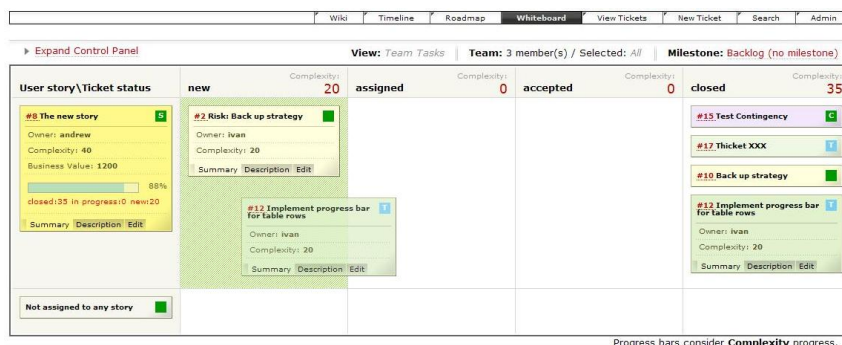 Wiki Timeline Roadmap Whiteboard View Tickets New Ticket Search Admin
Expand Control Panel View: Team Tasks Team: 3 member(s) / Selected: All Milestone: Backlog (no milestone)
Complexity: Complexity: Complexity: Complexity:
User story\Ticket status new 20 assigned 0 accepted 0 closed 35
#8 The new story S
Owner: andrew
Complexity: 40
Business Value: 1200
88%
closed:35 in progress:0 new:20
Summary Description Edit
#2 Risk: Back up strategy
Owner: ivan
Complexity: 20
Summary Description Edit
#12 Implement progress bar T
for table rows
Owner: ivan
Complexity: 20
Summary Description Edit
#15 Test Contingency C
#17 Thicket XXX T
#10 Back up strategy
#12 Implement progress bar T
for table rows
Owner: ivan
Complexity: 20
Summary Description Edit
Not assigned to any story
Progress bars consider Complexity progress.